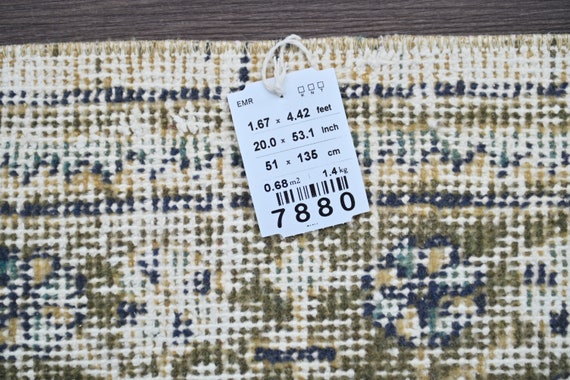 EMR
1.67 x 4.42 feet
20.0 x 53.1 Inch
51 x 135 cm
0.68 m2 1.4 kg
7880